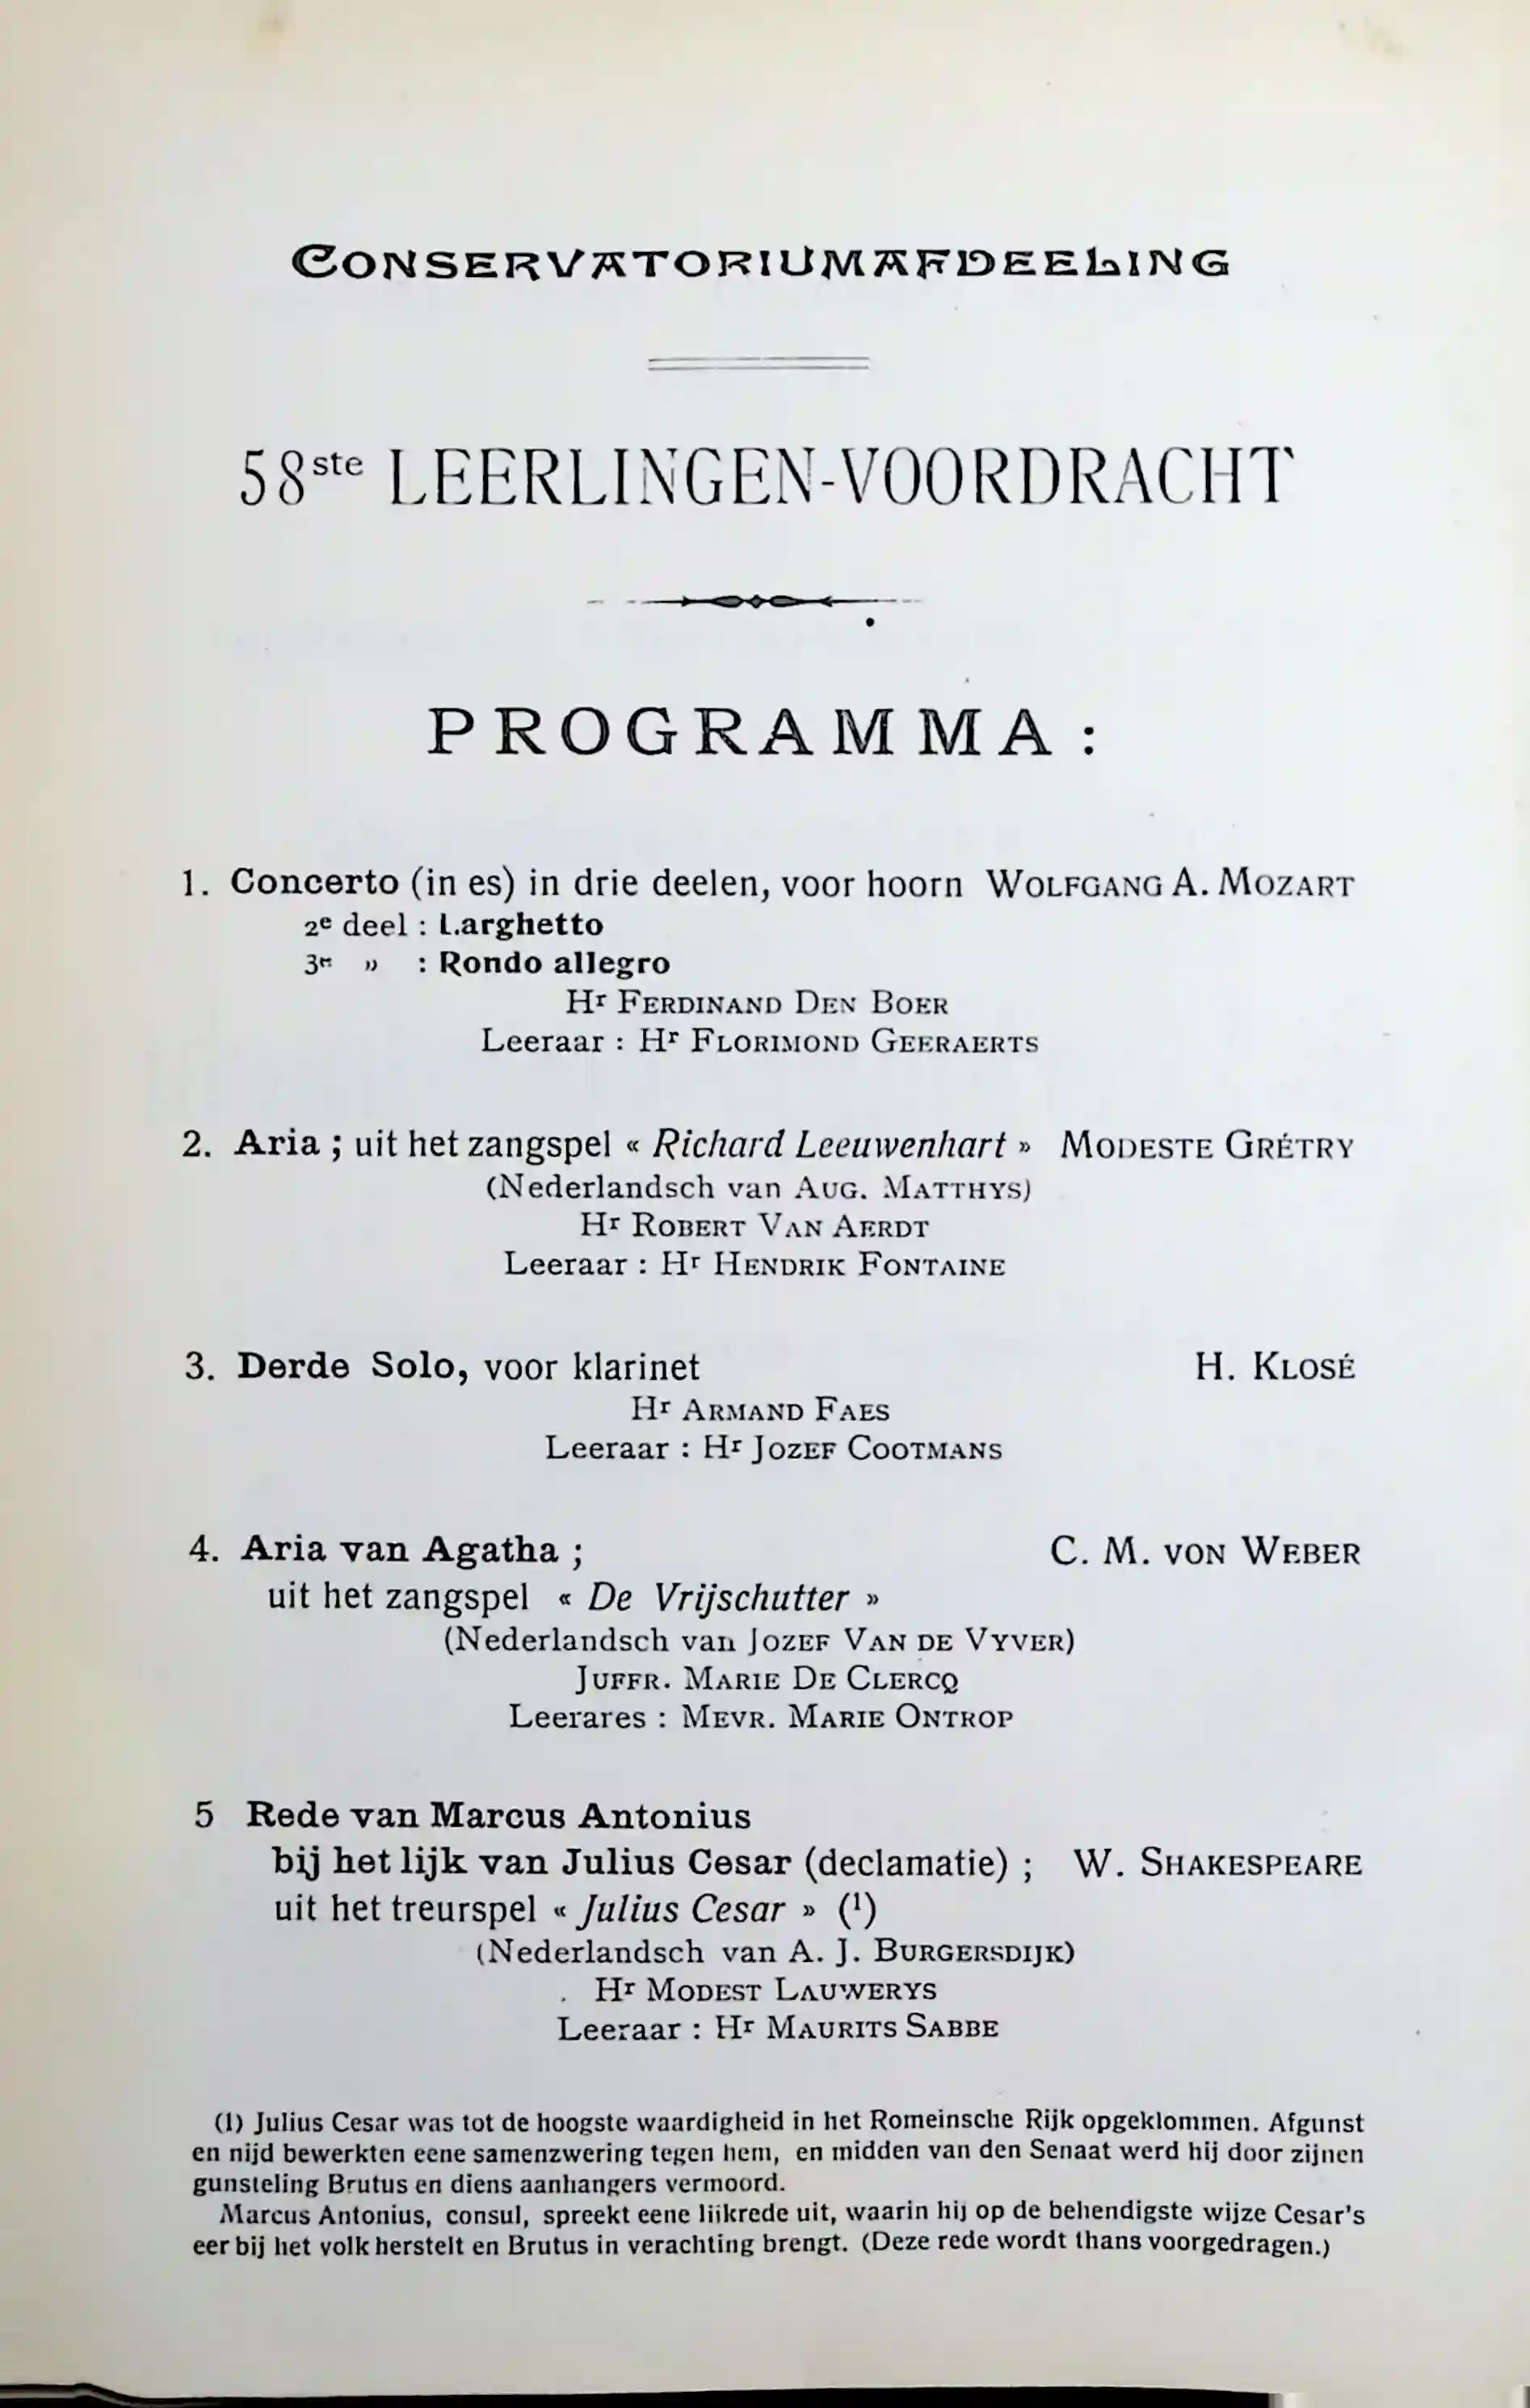 CONSERVATORIUMAFDEELING
58ste LEERLINGEN-VOORDRACHT
PROGRAMMA :
1. Concerto (in es) in drie deelen, voor hoorn WOLFGANG A. MOZART
2e deel : Larghetto
3e » : Rondo allegro
Hr FERDINAND DEN BOER
Leeraar : Hr FLORIMOND GEERAERTS
2. Aria ; uit het zangspel « Richard Leeuwenhart » MODESTE GRÉTRY
(Nederlandsch van AUG. MATTHYS)
Hr ROBERT VAN AERDT
Leeraar : Hr HENDRIK FONTAINE
3. Derde Solo, voor klarinet H. KLOSÉ
Hr ARMAND FAES
Leeraar : Hr JOZEF COOTMANS
4. Aria van Agatha ; C. M. VON WEBER
uit het zangspel « De Vrijschutter »
(Nederlandsch van JOZEF VAN DE VYVER)
JUFFR. MARIE DE CLERCQ
Leerares : MEVR. MARIE ONTROP
5 Rede van Marcus Antonius
bij het lijk van Julius Cesar (declamatie) ; W. SHAKESPEARE
uit het treurspel « Julius Cesar » (1)
(Nederlandsch van A. J. BURGERSDIJK)
Hr MODEST LAUWERYS
Leeraar : Hr MAURITS SABBE
(1) Julius Cesar was tot de hoogste waardigheid in het Romeinsche Rijk opgeklommen. Afgunst
en nijd bewerkten eene samenzwering tegen hem, en midden van den Senaat werd hij door zijnen
gunsteling Brutus en diens aanhangers vermoord.
Marcus Antonius, consul, spreekt eene liikrede uit, waarin hij op de behendigste wijze Cesar's
eer bij het volk herstelt en Brutus in verachting brengt. (Deze rede wordt thans voorgedragen.)